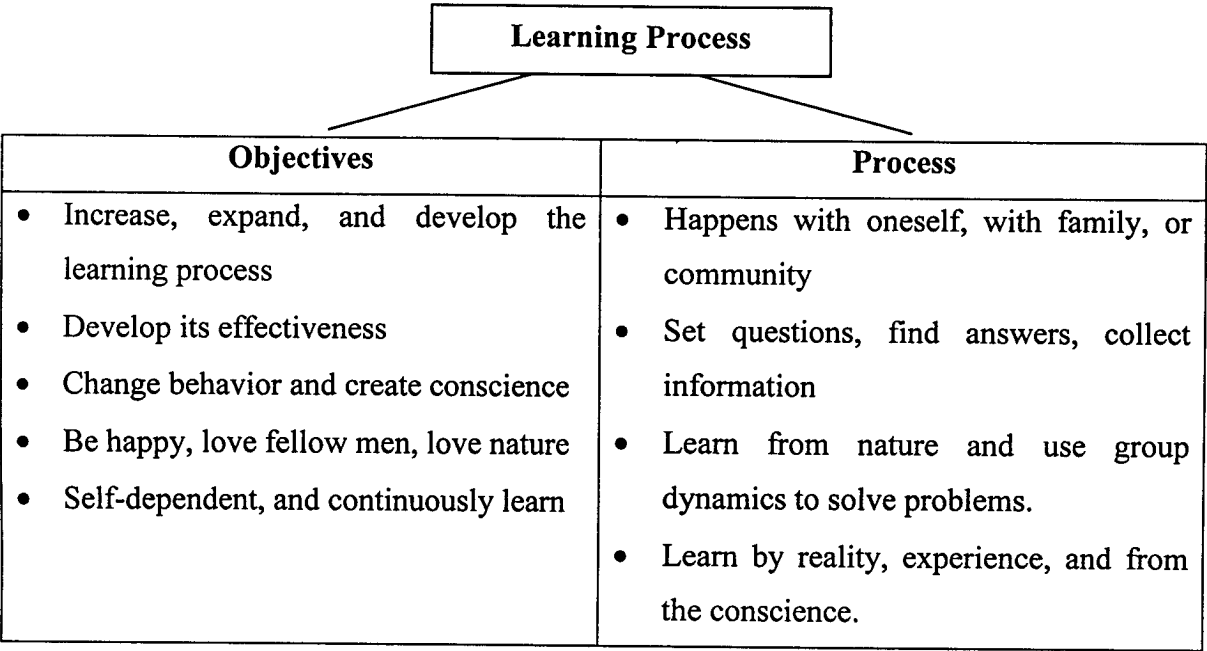 Learning Process
Objectives
• Increase, expand, and develop the
learning process
• Develop its effectiveness
• Change behavior and create conscience
• Be happy, love fellow men, love nature
• Self-dependent, and continuously learn
Process
• Happens with oneself, with family, or
community
• Set questions, find answers, collect
information
• Learn from nature and use group
dynamics to solve problems.
• Learn by reality, experience, and from
the conscience.